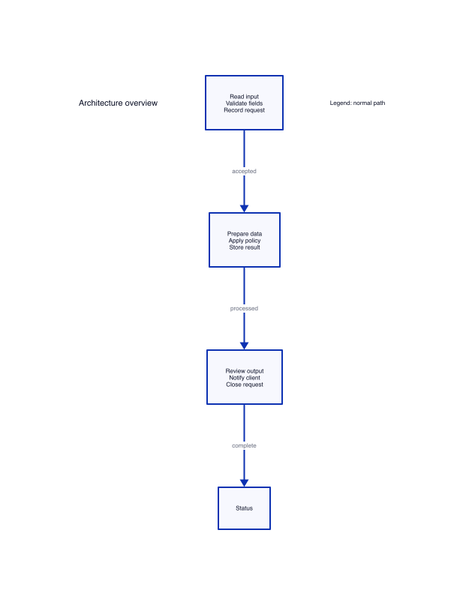 Architecture overview
Read input
Validate fields
Record request
Legend: normal path
accepted
Prepare data
Apply policy
Store result
processed
Review output
Notify client
Close request
complete
Status